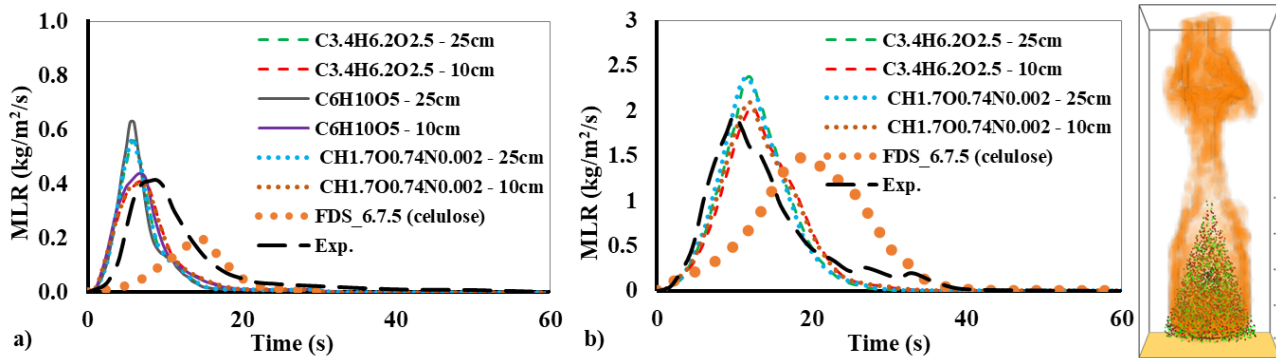 MLR (kg/m²/s)
1.0
0.8
0.6
0.4
0.2
0.0
C3.4H6.2O2.5 - 25cm
C3.4H6.2O2.5 - 10cm
C6H10O5 - 25cm
C6H10O5 - 10cm
CH1.7O0.74N0.002 - 25cm
CH1.7O0.74N0.002 - 10cm
FDS_6.7.5 (celulose)
Exp.
0 20 40 60
a) Time (s)
MLR (kg/m²/s)
3
2.5
2
1.5
1
0.5
0
C3.4H6.2O2.5 - 25cm
C3.4H6.2O2.5 - 10cm
CH1.7O0.74N0.002 - 25cm
CH1.7O0.74N0.002 - 10cm
FDS_6.7.5 (celulose)
Exp.
0 20 40 60
b) Time (s)